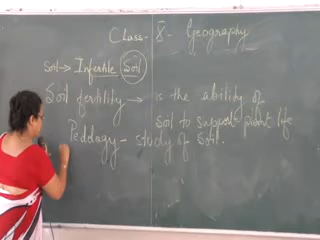 Class - 8 - Geography
Soil → Infertile Soil
Soil fertility → is the ability of
soil to support plant life
Pedology - study of Soil.